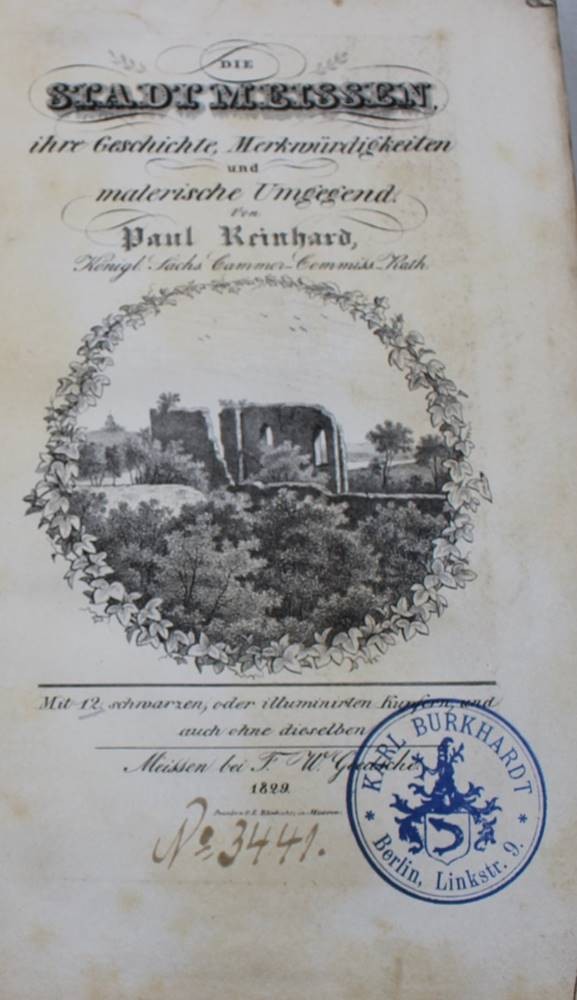 DIE
STADT MEISSEN,
ihre Geschichte, Merkwürdigkeiten
und
malerische Umgegend.
Von
Paul Reinhard,
Königl. Sächs. Cammer-Commiss.-Rath.
Mit 12 schwarzen, oder illuminirten Kupfern, und
auch ohne dieselben
Meissen bei F. W. Goedsche.
1829.
No. 3441.
* KARL BURKHARDT *
Berlin, Linkstr. 9.